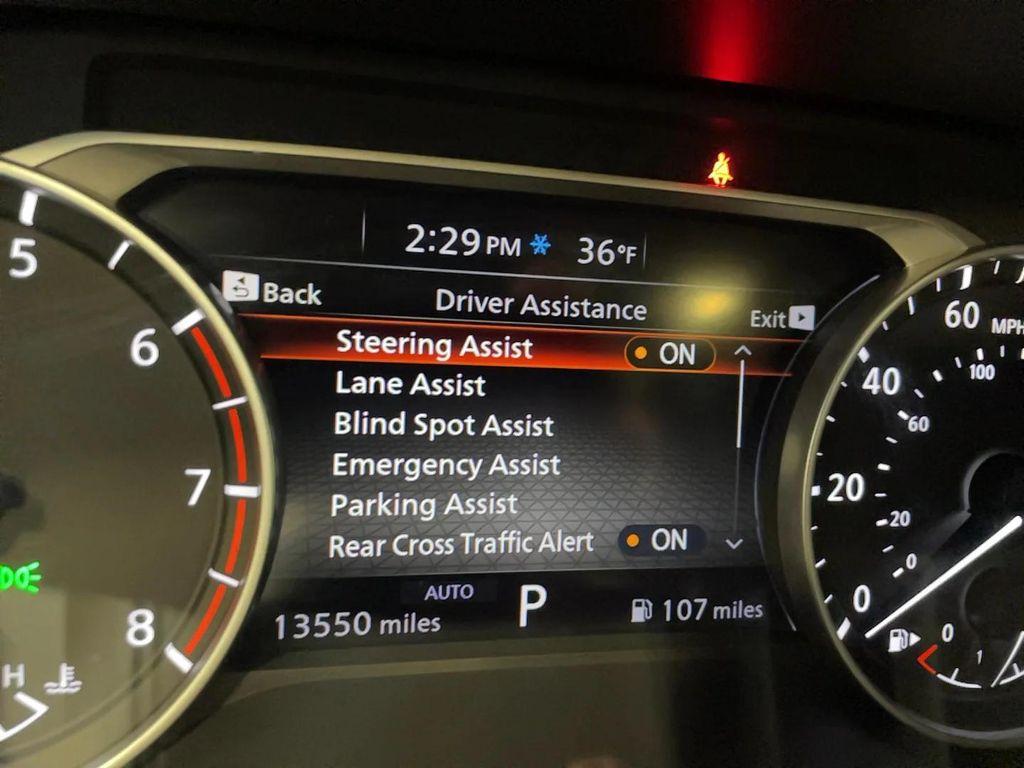 2:29 PM 36°F
Back Driver Assistance Exit
Steering Assist ON
Lane Assist
Blind Spot Assist
Emergency Assist
Parking Assist
Rear Cross Traffic Alert ON
AUTO
13550 miles P 107 miles
5
6
7
8
H
60 MPH
100
40
60
20
20
0
0
0
1